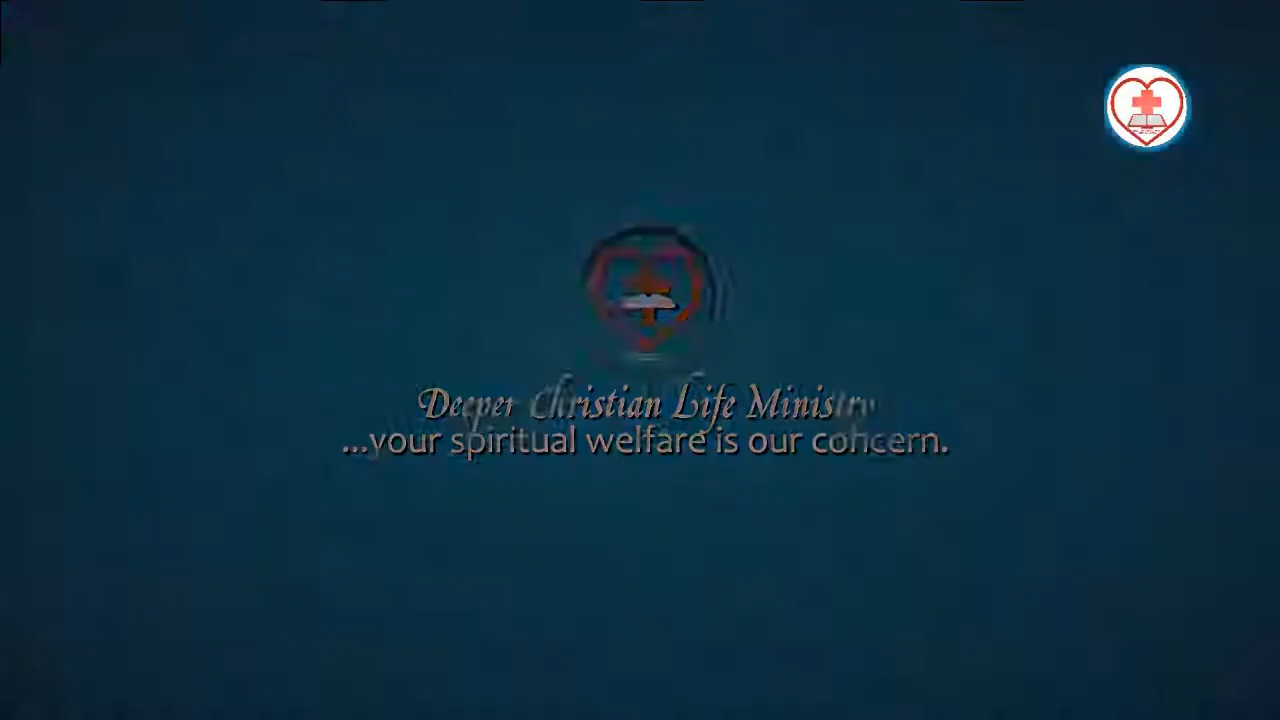 Deeper Christian Life Ministry
...your spiritual welfare is our concern.